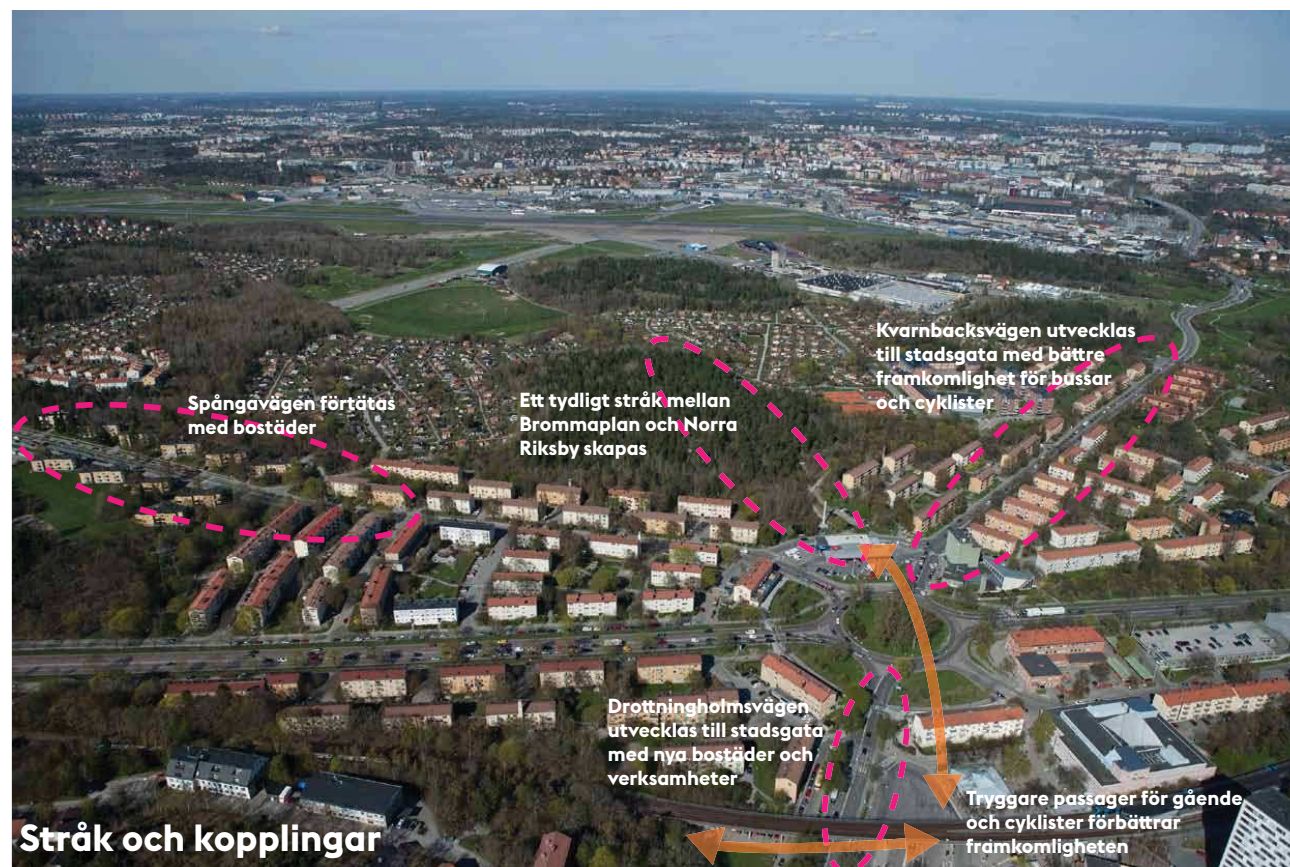 Kvarnbacksvägen utvecklas
till stadsgata med bättre
framkomlighet för bussar
och cyklister
Spångavägen förtätas
med bostäder
Ett tydligt stråk mellan
Brommaplan och Norra
Riksby skapas
Drottningholmsvägen
utvecklas till stadsgata
med nya bostäder och
verksamheter
Tryggare passager för gående
och cyklister förbättrar
framkomligheten
Stråk och kopplingar